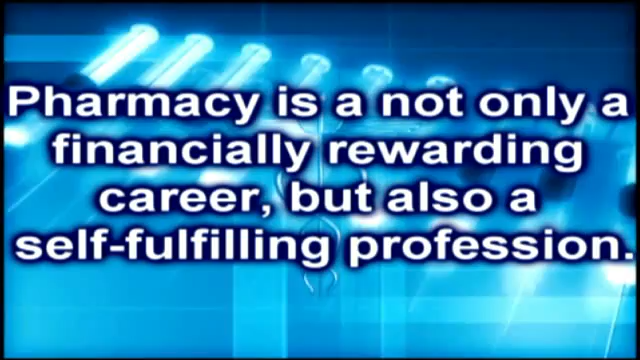 Pharmacy is a not only a
financially rewarding
career, but also a
self-fulfilling profession.